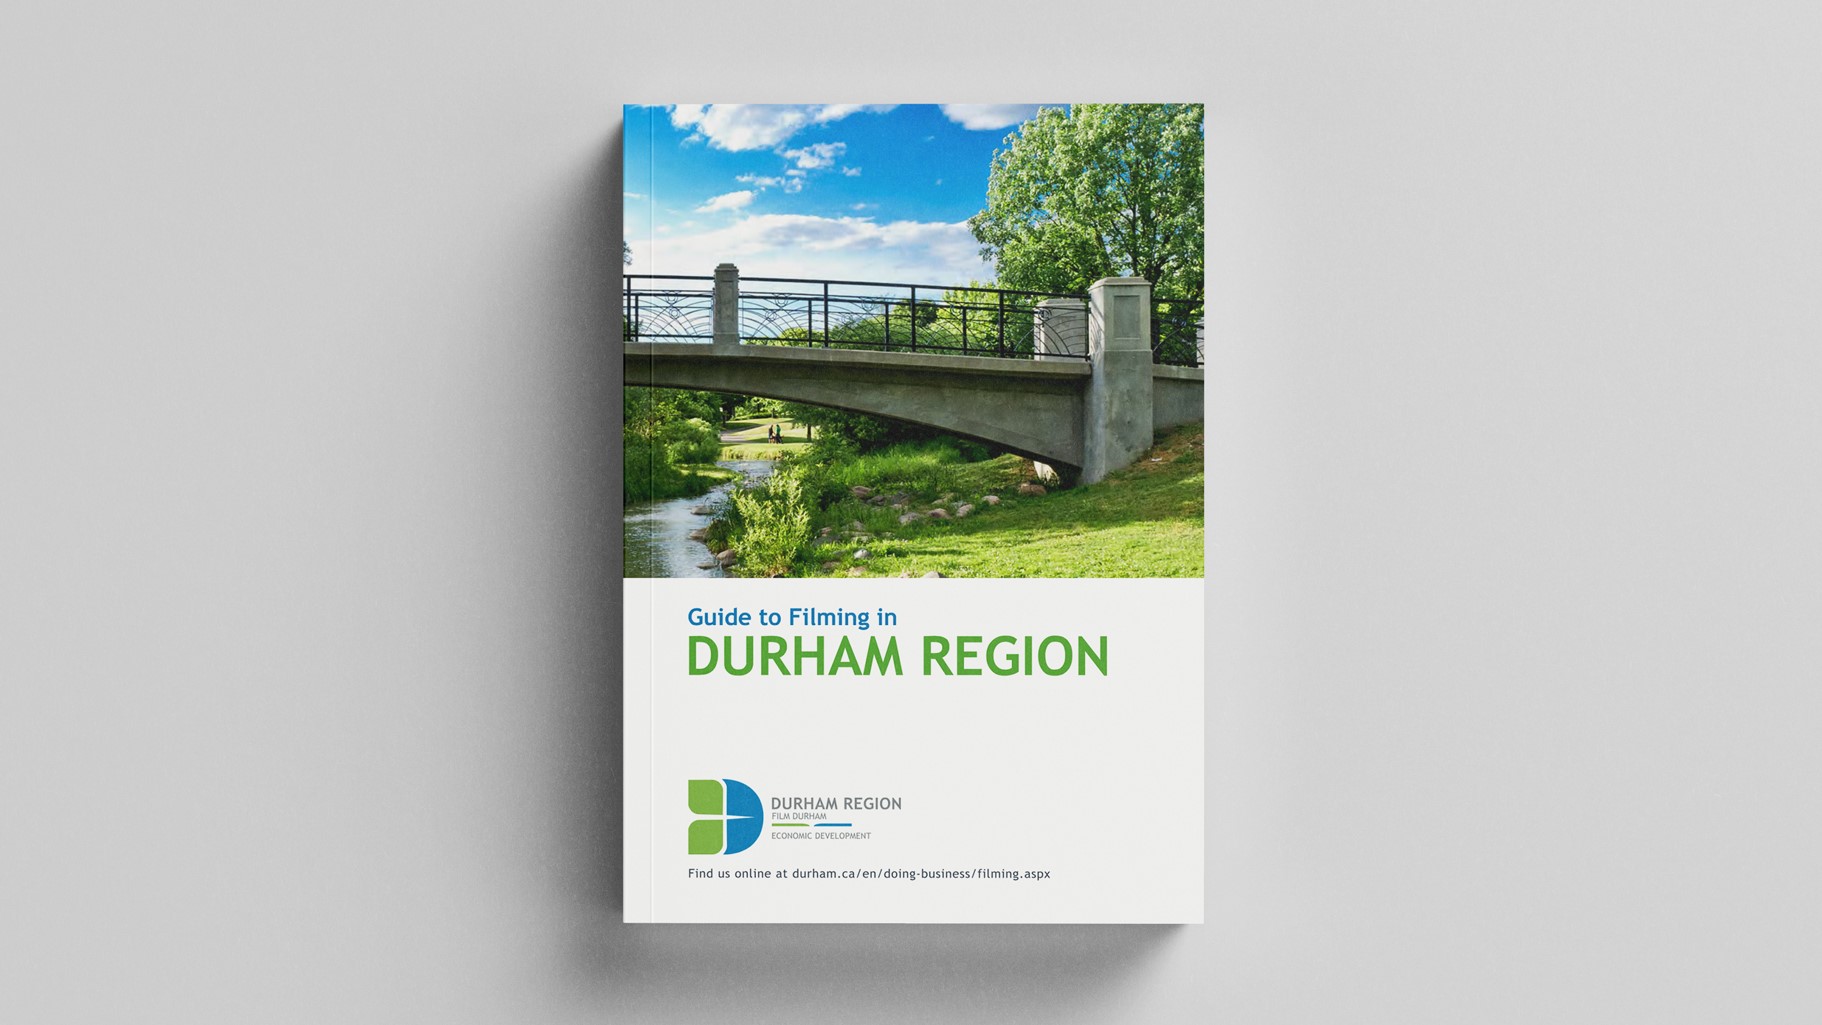 Guide to Filming in
DURHAM REGION
DURHAM REGION
FILM DURHAM
ECONOMIC DEVELOPMENT
Find us online at durham.ca/en/doing-business/filming.aspx